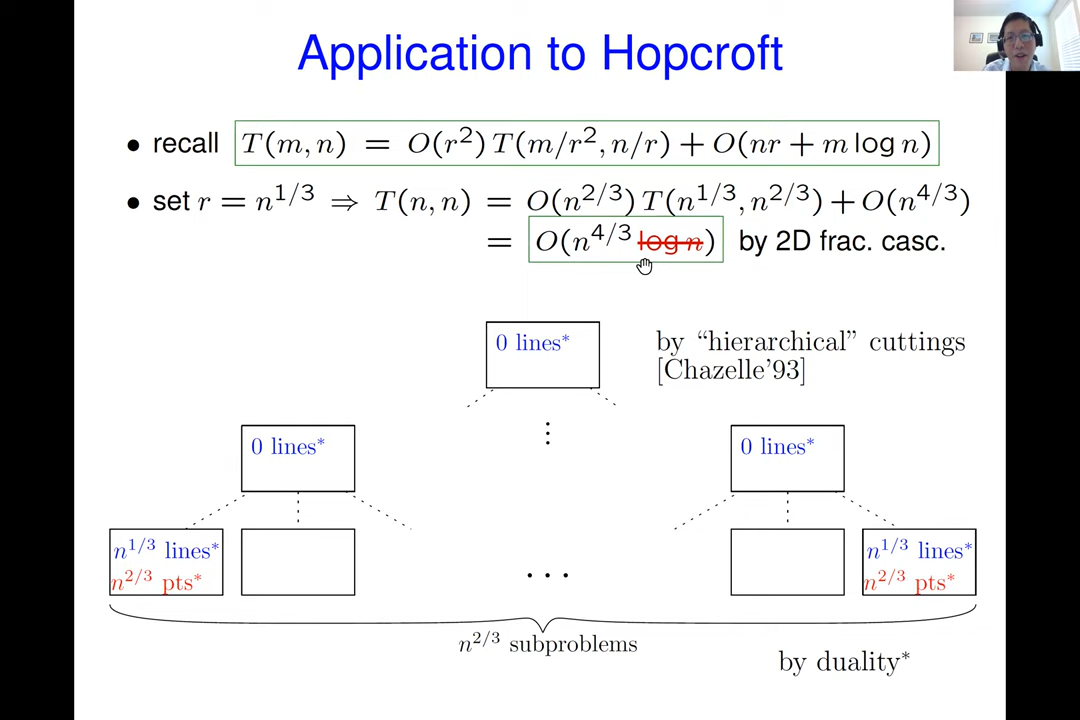 Application to Hopcroft
• recall T(m, n) = O(r²) T(m/r², n/r) + O(nr + m log n)
• set r = n^{1/3} ⇒ T(n, n) = O(n^{2/3}) T(n^{1/3}, n^{2/3}) + O(n^{4/3})
= O(n^{4/3} log n) by 2D frac. casc.
0 lines*
by “hierarchical” cuttings
[Chazelle’93]
0 lines*
⋮
0 lines*
n^{1/3} lines*
n^{2/3} pts*
...
n^{1/3} lines*
n^{2/3} pts*
n^{2/3} subproblems
by duality*